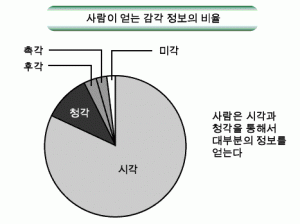 사람이 얻는 감각 정보의 비율
촉각
미각
후각
청각
시각
사람은 시각과
청각을 통해서
대부분의 정보를
얻는다